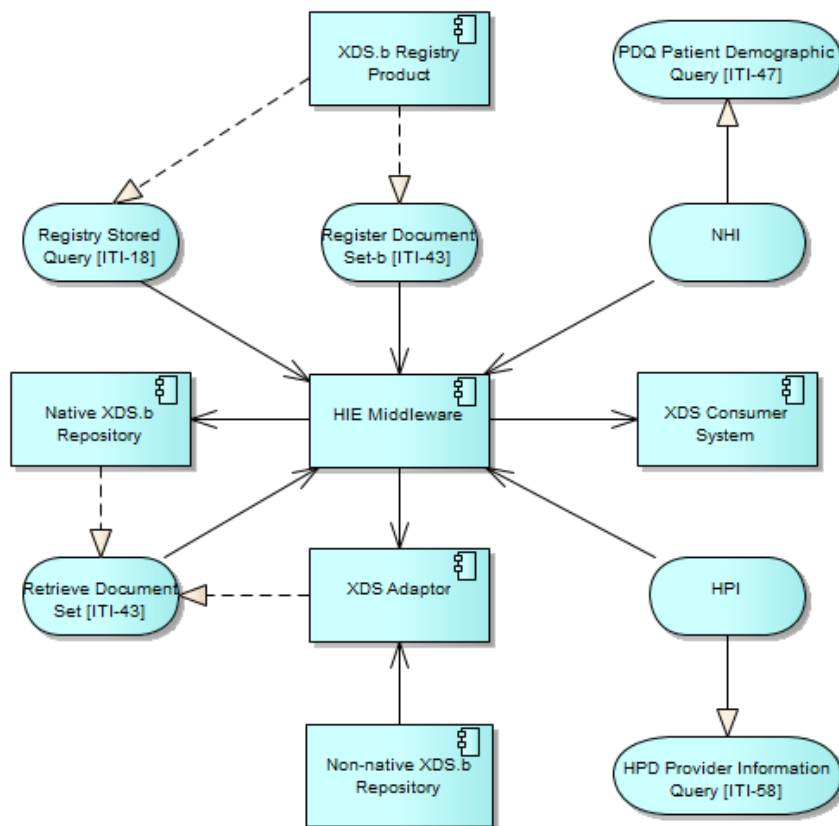 XDS.b Registry
Product
PDQ Patient Demographic
Query [ITI-47]
Registry Stored
Query [ITI-18]
Register Document
Set-b [ITI-43]
NHI
Native XDS.b
Repository
HIE Middleware
XDS Consumer
System
Retrieve Document
Set [ITI-43]
XDS Adaptor
HPI
Non-native XDS.b
Repository
HPD Provider Information
Query [ITI-58]